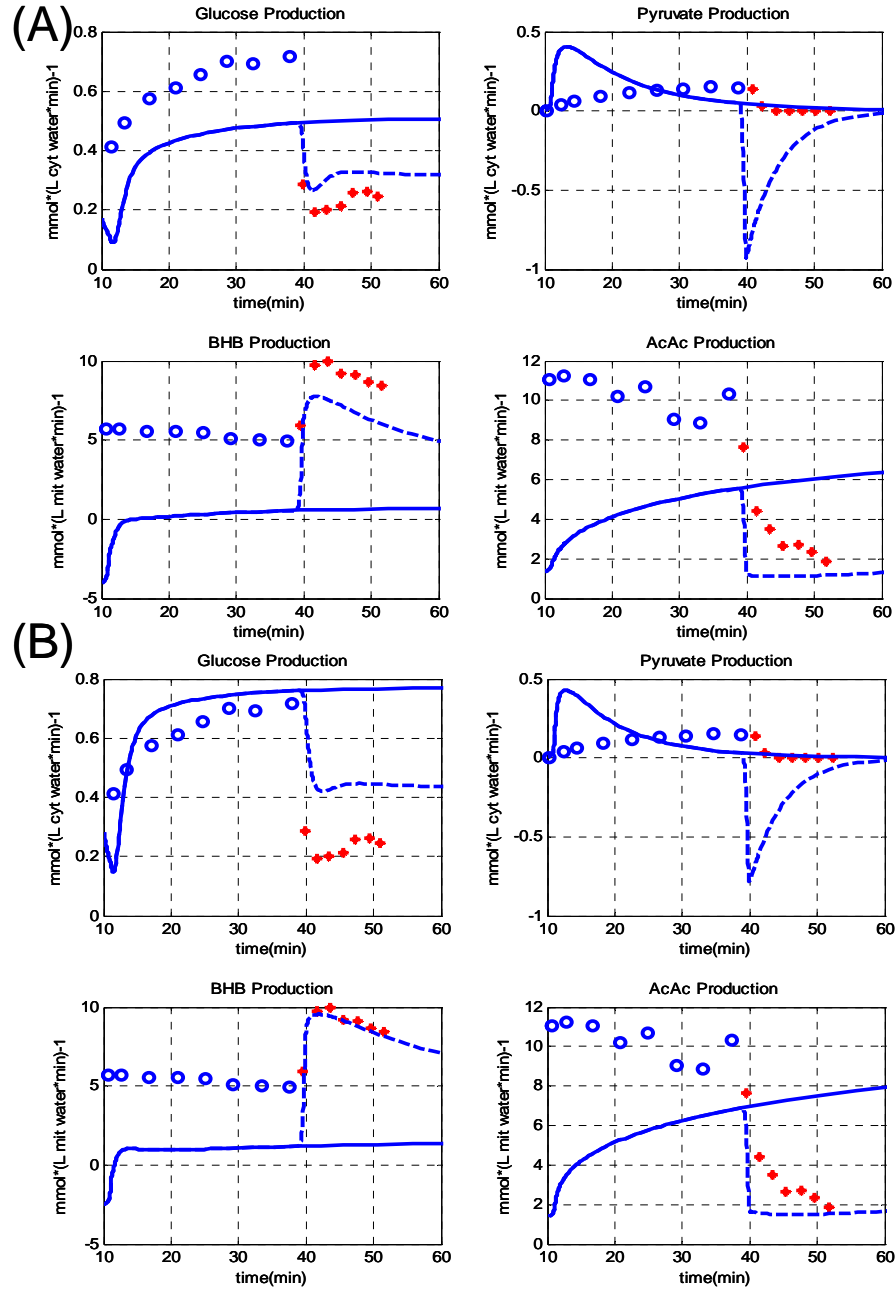 (A)
Glucose Production
mmol*(L cyt water*min)-1
0.8
0.6
0.4
0.2
0
10 20 30 40 50 60
time(min)
Pyruvate Production
mmol*(L cyt water*min)-1
0.5
0
-0.5
-1
10 20 30 40 50 60
time(min)
BHB Production
mmol*(L mit water*min)-1
10
5
0
-5
10 20 30 40 50 60
time(min)
AcAc Production
mmol*(L mit water*min)-1
12
10
8
6
4
2
0
10 20 30 40 50 60
time(min)
(B)
Glucose Production
mmol*(L cyt water*min)-1
0.8
0.6
0.4
0.2
0
10 20 30 40 50 60
time(min)
Pyruvate Production
mmol*(L cyt water*min)-1
0.5
0
-0.5
-1
10 20 30 40 50 60
time(min)
BHB Production
mmol*(L mit water*min)-1
10
5
0
-5
10 20 30 40 50 60
time(min)
AcAc Production
mmol*(L mit water*min)-1
12
10
8
6
4
2
0
10 20 30 40 50 60
time(min)